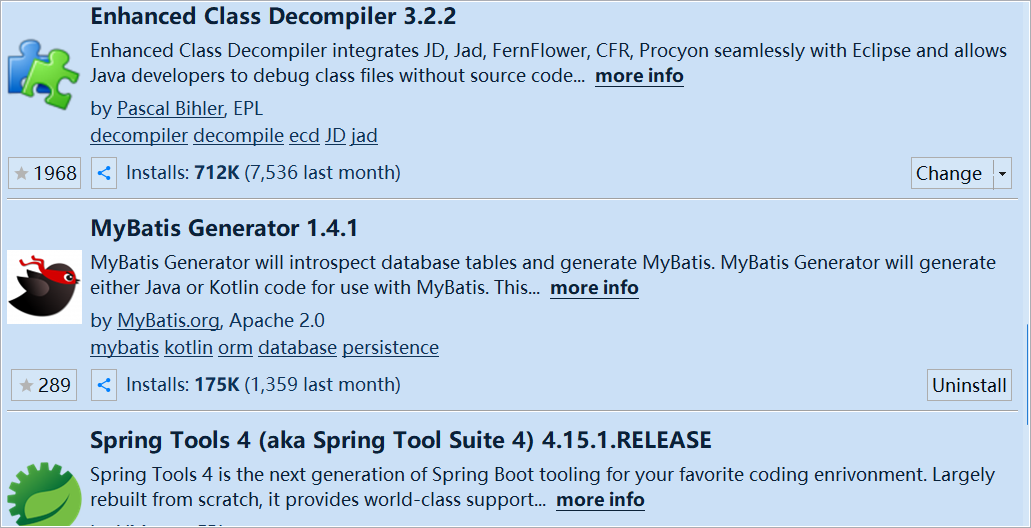 Enhanced Class Decompiler 3.2.2
Enhanced Class Decompiler integrates JD, Jad, FernFlower, CFR, Procyon seamlessly with Eclipse and allows
Java developers to debug class files without source code... more info
by Pascal Bihler, EPL
decompiler decompile ecd JD jad
1968 Installs: 712K (7,536 last month) Change
MyBatis Generator 1.4.1
MyBatis Generator will introspect database tables and generate MyBatis. MyBatis Generator will generate
either Java or Kotlin code for use with MyBatis. This... more info
by MyBatis.org, Apache 2.0
mybatis kotlin orm database persistence
289 Installs: 175K (1,359 last month) Uninstall
Spring Tools 4 (aka Spring Tool Suite 4) 4.15.1.RELEASE
Spring Tools 4 is the next generation of Spring Boot tooling for your favorite coding enrivonment. Largely
rebuilt from scratch, it provides world-class support... more info